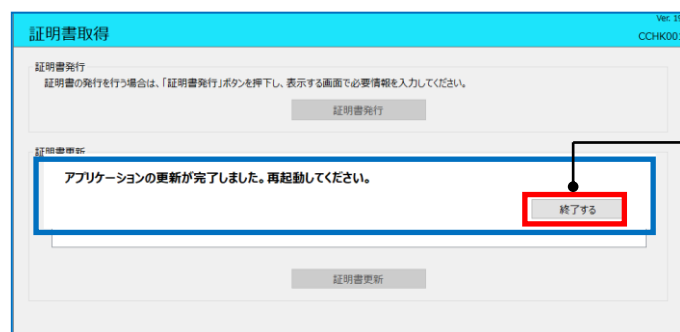 Ver. 19
証明書取得
CCHK001
証明書発行
証明書の発行を行う場合は、「証明書発行」ボタンを押下し、表示する画面で必要情報を入力してください。
証明書発行
証明書更新
アプリケーションの更新が完了しました。再起動してください。
終了する
証明書更新